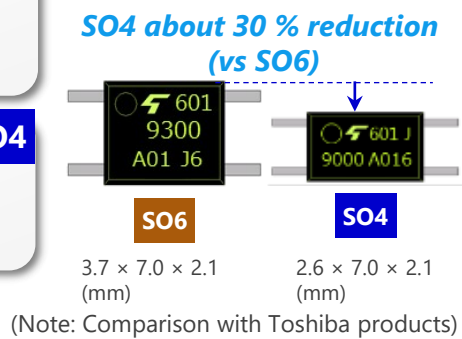 SO4 about 30 % reduction
(vs SO6)
601
9300
A01 J6
601 J
9000 A016
O4
SO6
SO4
3.7 × 7.0 × 2.1
(mm)
2.6 × 7.0 × 2.1
(mm)
(Note: Comparison with Toshiba products)